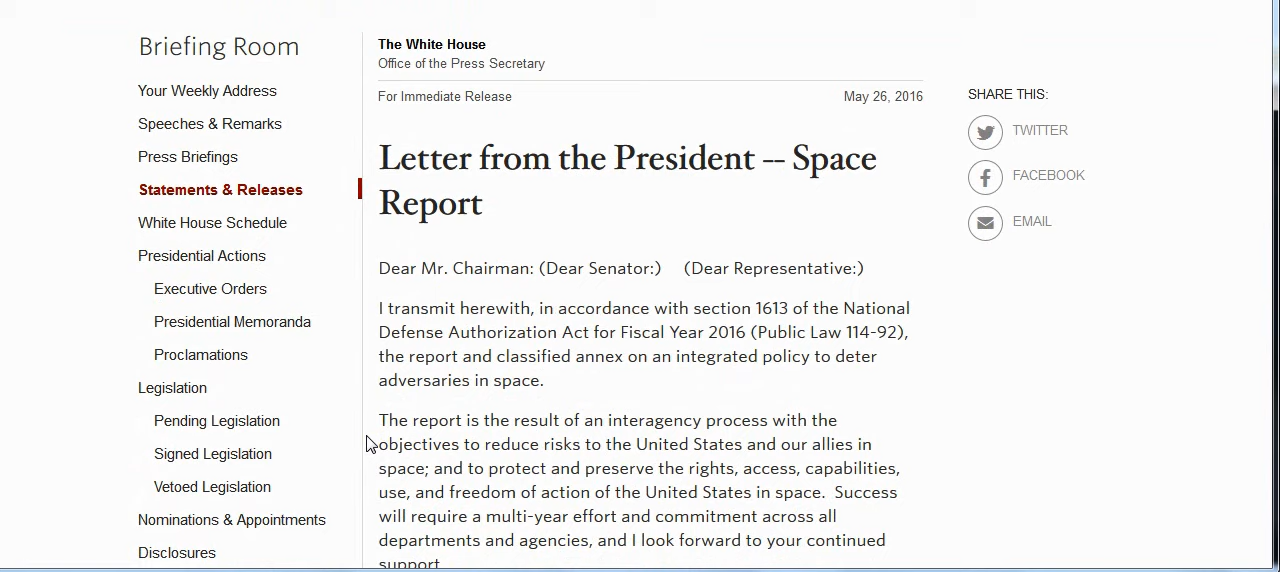 Briefing Room
Your Weekly Address
Speeches & Remarks
Press Briefings
Statements & Releases
White House Schedule
Presidential Actions
Executive Orders
Presidential Memoranda
Proclamations
Legislation
Pending Legislation
Signed Legislation
Vetoed Legislation
Nominations & Appointments
Disclosures
The White House
Office of the Press Secretary
For Immediate Release May 26, 2016
Letter from the President -- Space
Report
Dear Mr. Chairman: (Dear Senator:) (Dear Representative:)
I transmit herewith, in accordance with section 1613 of the National
Defense Authorization Act for Fiscal Year 2016 (Public Law 114-92),
the report and classified annex on an integrated policy to deter
adversaries in space.
The report is the result of an interagency process with the
objectives to reduce risks to the United States and our allies in
space; and to protect and preserve the rights, access, capabilities,
use, and freedom of action of the United States in space. Success
will require a multi-year effort and commitment across all
departments and agencies, and I look forward to your continued
support
SHARE THIS:
TWITTER
FACEBOOK
EMAIL